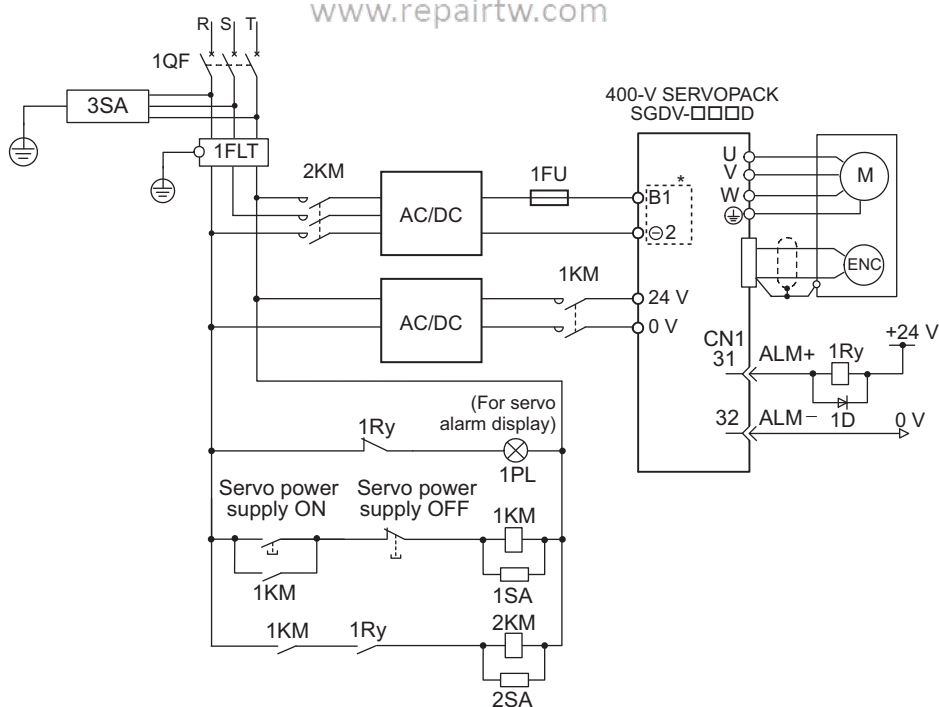 www.repairtw.com
R S T
1QF
3SA
1FLT
400-V SERVOPACK
SGDV-□□□D
2KM
AC/DC
1FU
*
B1
⊖2
U
V
W
M
ENC
AC/DC
1KM
24 V
0 V
CN1
31
ALM+
1Ry
+24 V
1D
32
ALM−
0 V
(For servo
alarm display)
1Ry
1PL
Servo power
supply ON
Servo power
supply OFF
1KM
1KM
1SA
1KM
1Ry
2KM
2SA